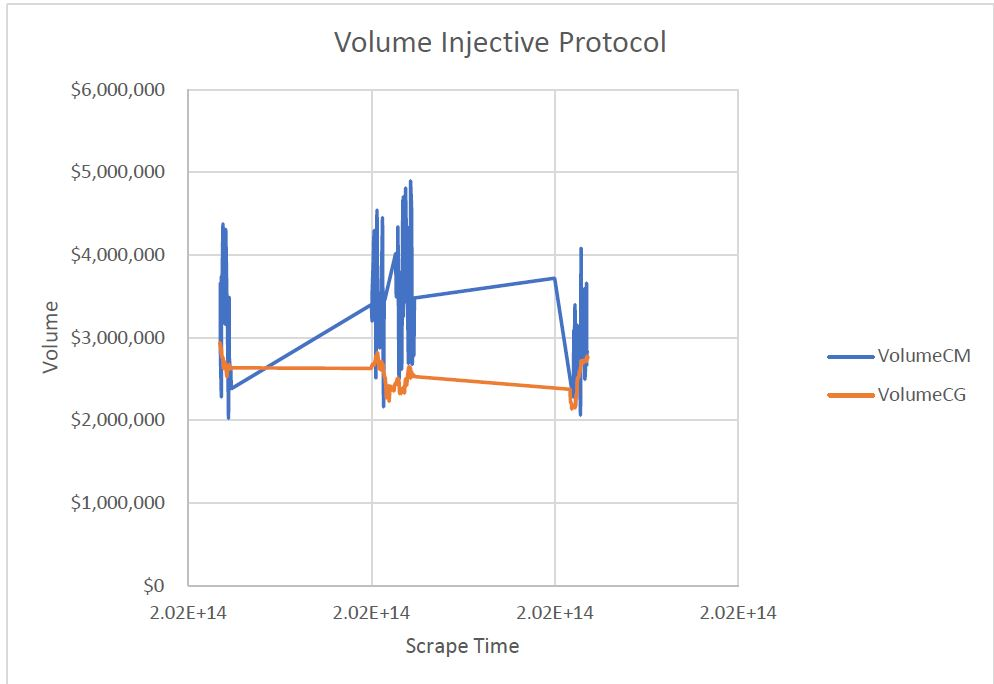 Volume Injective Protocol
$6,000,000
$5,000,000
$4,000,000
$3,000,000
$2,000,000
$1,000,000
$0
Volume
2.02E+14 2.02E+14 2.02E+14 2.02E+14
Scrape Time
VolumeCM
VolumeCG